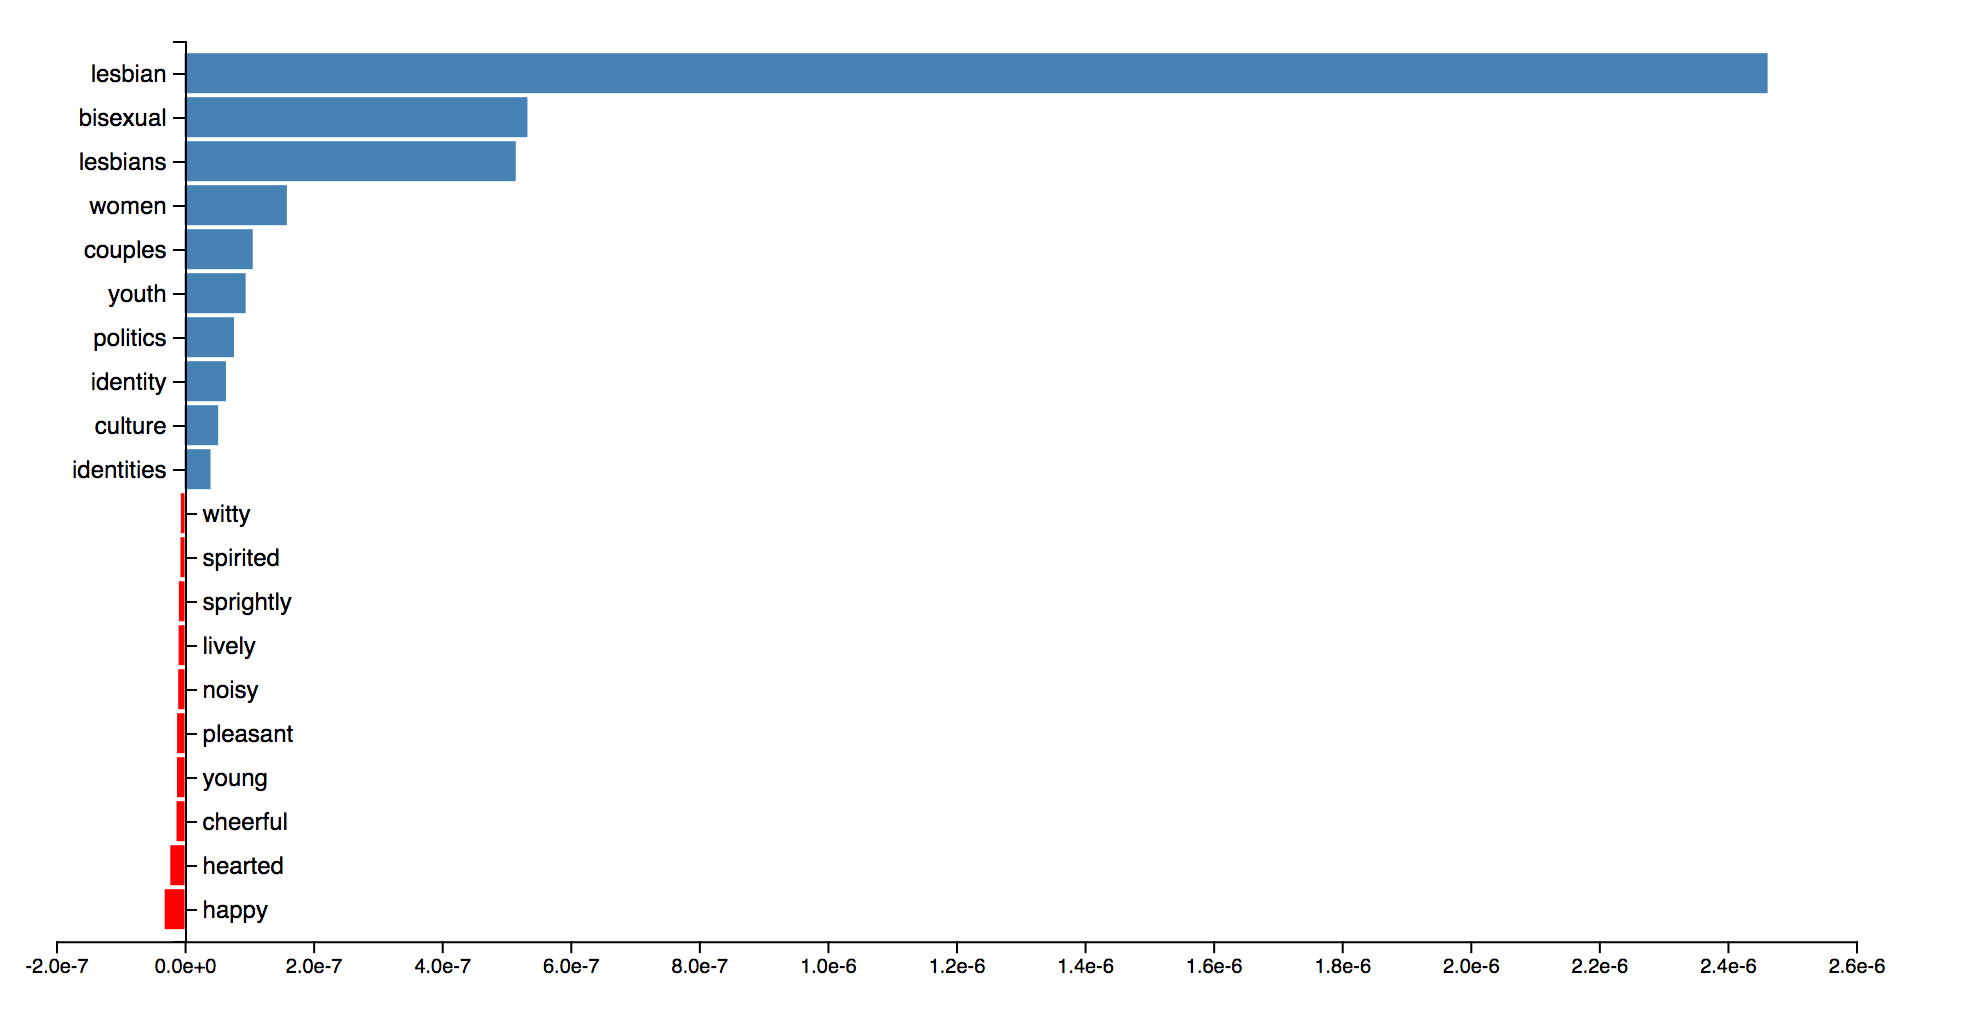 lesbian
bisexual
lesbians
women
couples
youth
politics
identity
culture
identities
witty
spirited
sprightly
lively
noisy
pleasant
young
cheerful
hearted
happy
-2.0e-7 0.0e+0 2.0e-7 4.0e-7 6.0e-7 8.0e-7 1.0e-6 1.2e-6 1.4e-6 1.6e-6 1.8e-6 2.0e-6 2.2e-6 2.4e-6 2.6e-6